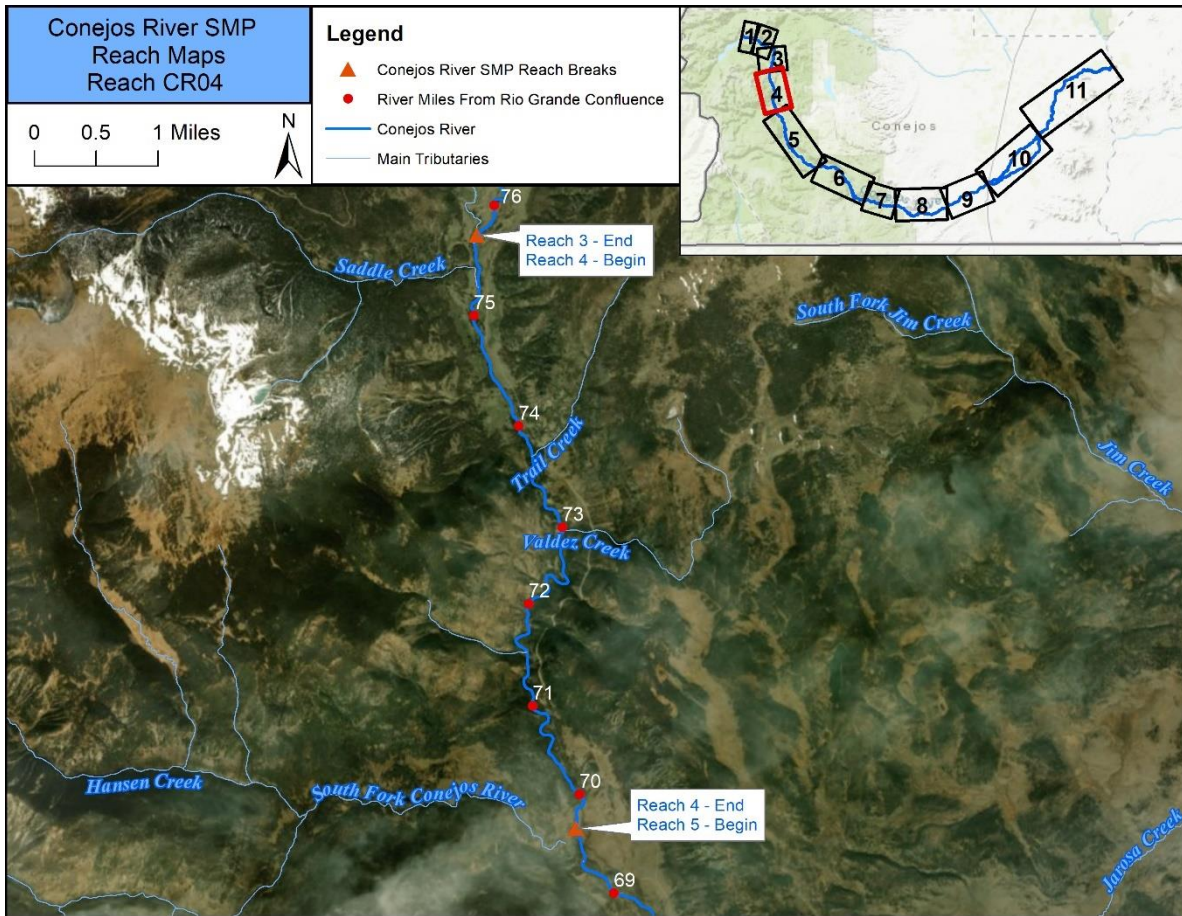 Conejos River SMP
Reach Maps
Reach CR04
0 0.5 1 Miles
N
Legend
Conejos River SMP Reach Breaks
River Miles From Rio Grande Confluence
Conejos River
Main Tributaries
1
2
3
4
5
6
7
8
9
10
11
Conejos
76
Reach 3 - End
Reach 4 - Begin
Saddle Creek
75
South Fork Jim Creek
74
Trail Creek
Jim Creek
73
Valdez Creek
72
71
Hansen Creek
70
South Fork Conejos River
Reach 4 - End
Reach 5 - Begin
Jarosa Creek
69